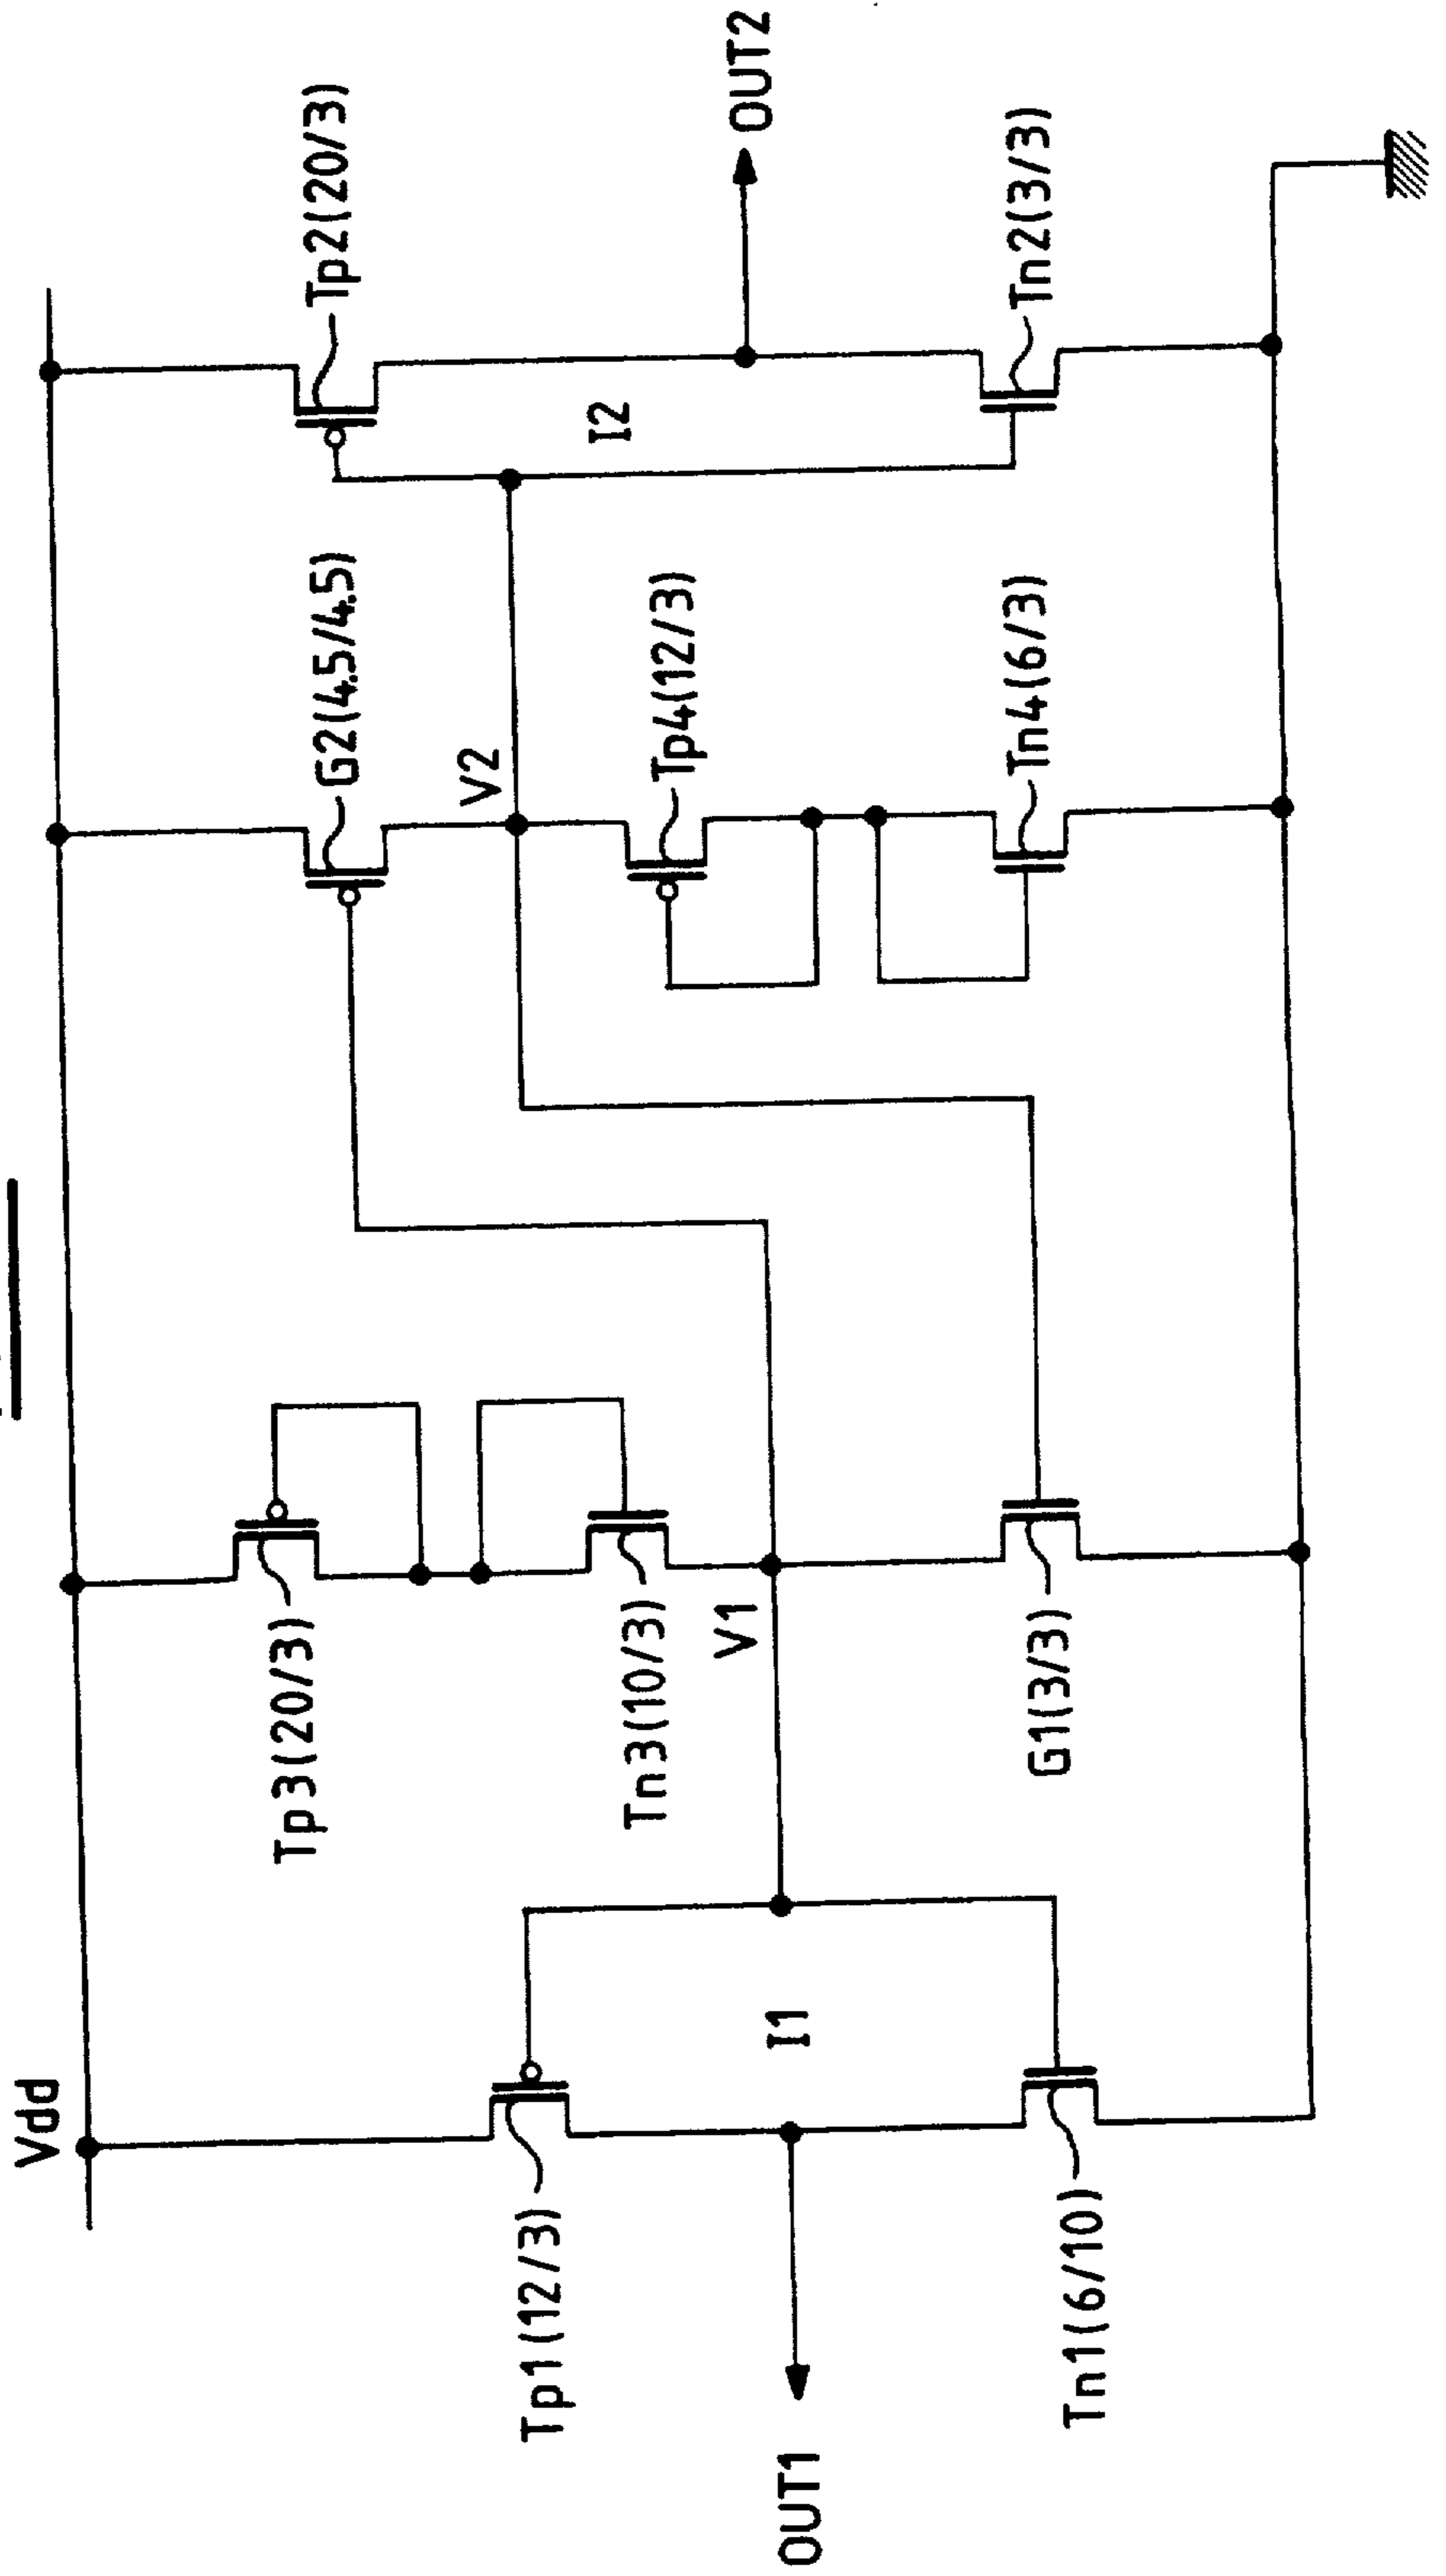 Vdd
Tp3(20/3)
G2(4.5/4.5)
Tp2(20/3)
Tp1(12/3)
Tn3(10/3)
V1
V2
Tp4(12/3)
I2
OUT1
I1
OUT2
Tn1(6/10)
G1(3/3)
Tn4(6/3)
Tn2(3/3)